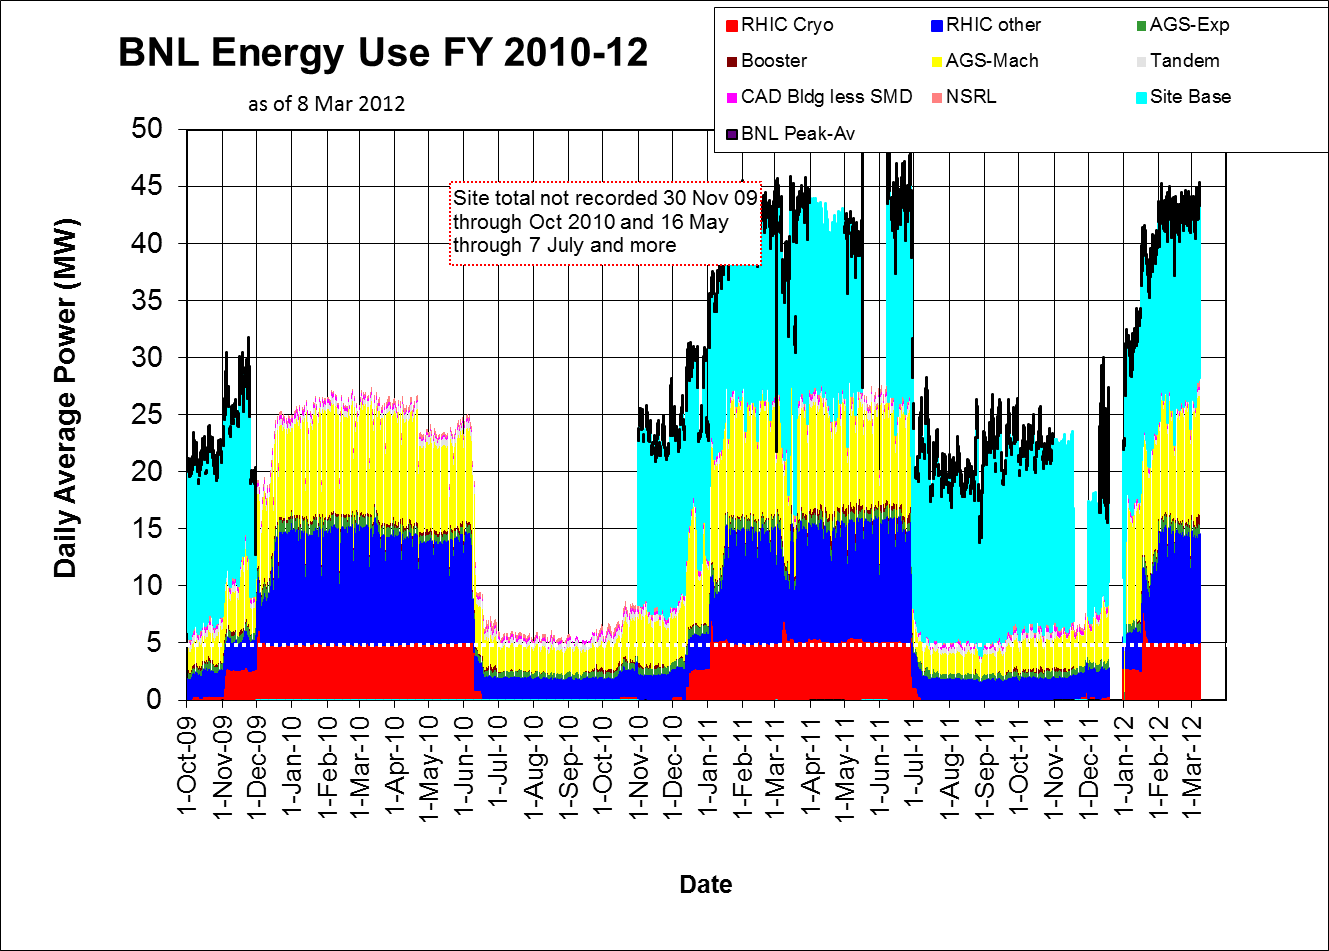 BNL Energy Use FY 2010-12
as of 8 Mar 2012
RHIC Cryo
RHIC other
AGS-Exp
Booster
AGS-Mach
Tandem
CAD Bldg less SMD
NSRL
Site Base
BNL Peak-Av
Site total not recorded 30 Nov 09
through Oct 2010 and 16 May
through 7 July and more
Daily Average Power (MW)
50
45
40
35
30
25
20
15
10
5
0
1-Oct-09
1-Nov-09
1-Dec-09
1-Jan-10
1-Feb-10
1-Mar-10
1-Apr-10
1-May-10
1-Jun-10
1-Jul-10
1-Aug-10
1-Sep-10
1-Oct-10
1-Nov-10
1-Dec-10
1-Jan-11
1-Feb-11
1-Mar-11
1-Apr-11
1-May-11
1-Jun-11
1-Jul-11
1-Aug-11
1-Sep-11
1-Oct-11
1-Nov-11
1-Dec-11
1-Jan-12
1-Feb-12
1-Mar-12
Date